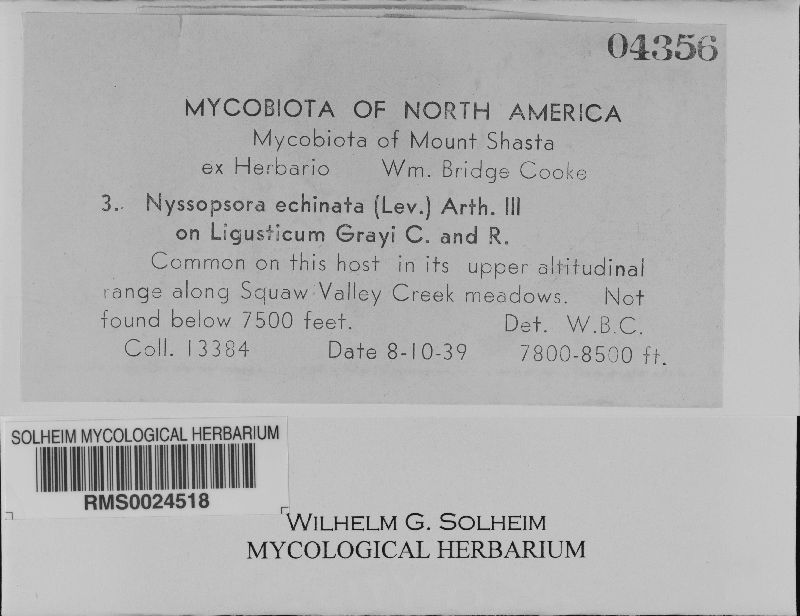 04356
MYCOBIOTA OF NORTH AMERICA
Mycobiota of Mount Shasta
ex Herbario Wm. Bridge Cooke
3. Nyssopsora echinata (Lev.) Arth. III
on Ligusticum Grayi C. and R.
Common on this host in its upper altitudinal
range along Squaw Valley Creek meadows. Not
found below 7500 feet. Det. W.B.C.
Coll. 13384 Date 8-10-39 7800-8500 ft.
SOLHEIM MYCOLOGICAL HERBARIUM
RMS0024518
WILHELM G. SOLHEIM
MYCOLOGICAL HERBARIUM